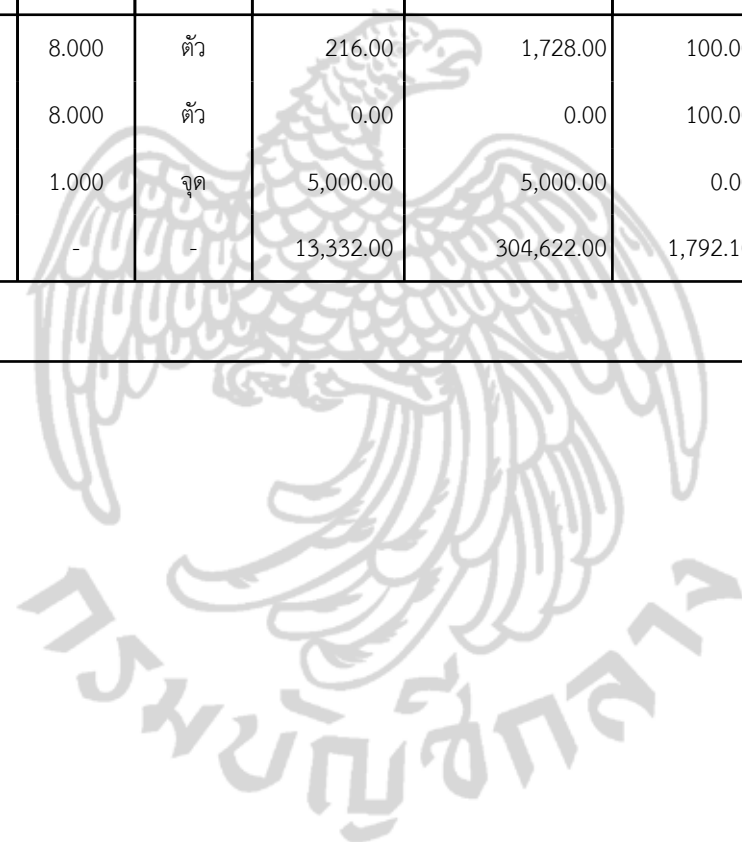 8.000 ตัว 216.00 1,728.00 100.0
8.000 ตัว 0.00 0.00 100.0
1.000 จุด 5,000.00 5,000.00 0.0
- - 13,332.00 304,622.00 1,792.1
กรมบัญชีกลาง